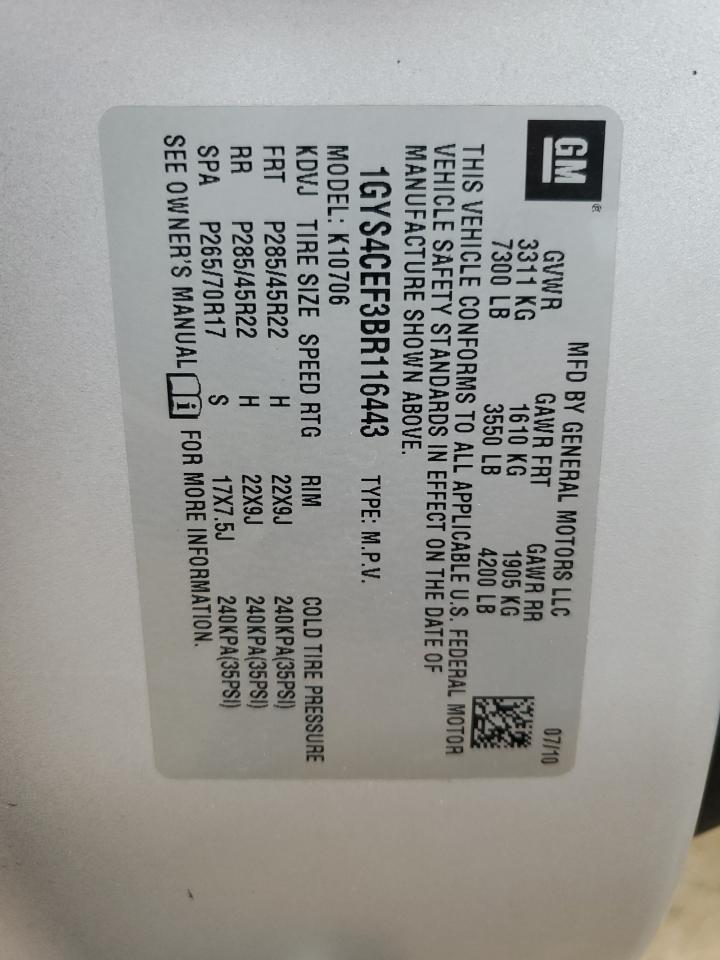 GM®
MFD BY GENERAL MOTORS LLC 07/10
GVWR GAWR FRT GAWR RR
3311 KG 1610 KG 1905 KG
7300 LB 3550 LB 4200 LB
THIS VEHICLE CONFORMS TO ALL APPLICABLE U.S. FEDERAL MOTOR
VEHICLE SAFETY STANDARDS IN EFFECT ON THE DATE OF
MANUFACTURE SHOWN ABOVE.
1GYS4CEF3BR116443 TYPE: M.P.V.
MODEL: K10706
KDVJ TIRE SIZE SPEED RTG RIM COLD TIRE PRESSURE
FRT P285/45R22 H 22X9J 240KPA(35PSI)
RR P285/45R22 H 22X9J 240KPA(35PSI)
SPA P265/70R17 S 17X7.5J 240KPA(35PSI)
SEE OWNER'S MANUAL i FOR MORE INFORMATION.